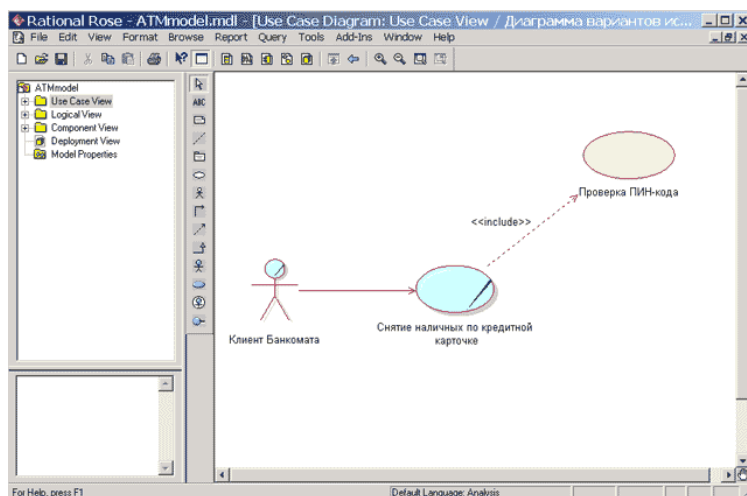 Rational Rose - ATMmodel.mdl - [Use Case Diagram: Use Case View / Диаграмма вариантов ис...
File Edit View Format Browse Report Query Tools Add-Ins Window Help
ATMmodel
Use Case View
Logical View
Component View
Deployment View
Model Properties
ABC
Проверка ПИН-кода
<<include>>
Снятие наличных по кредитной
карточке
Клиент Банкомата
For Help, press F1
Default Language: Analysis